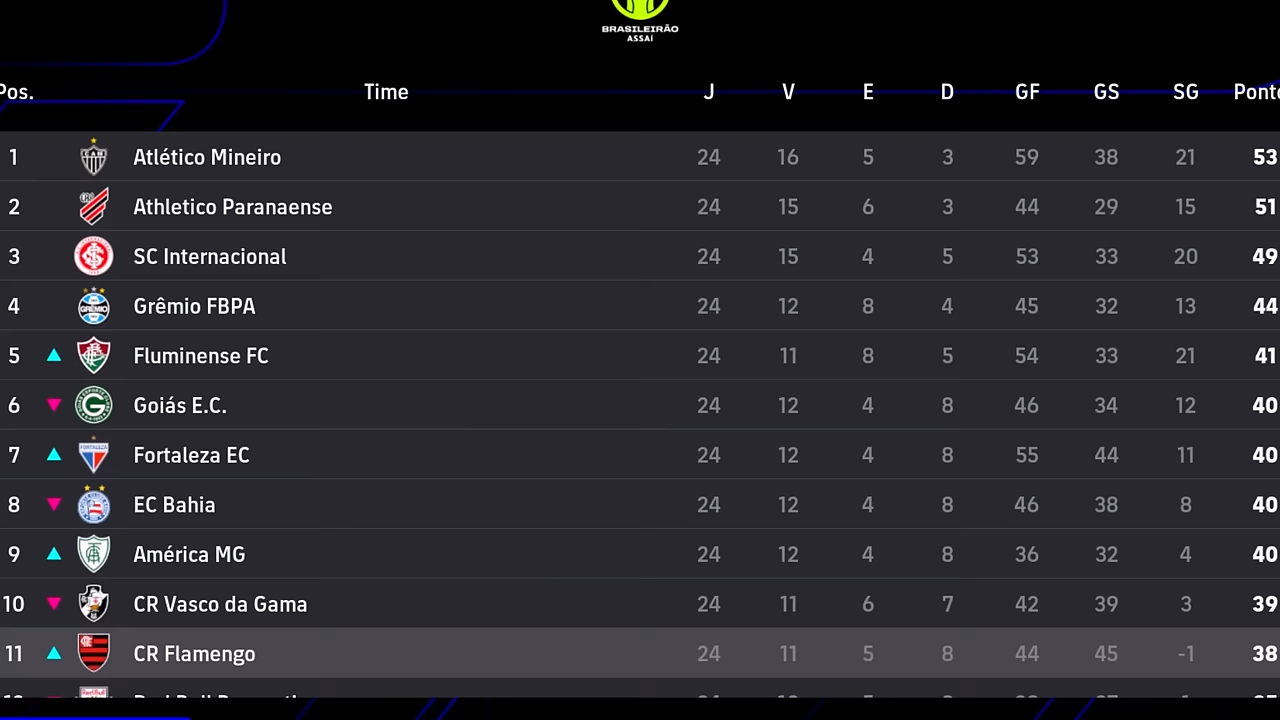 BRASILEIRÃO
ASSAÍ
Pos. Time J V E D GF GS SG Ponto
1 Atlético Mineiro 24 16 5 3 59 38 21 53
2 Athletico Paranaense 24 15 6 3 44 29 15 51
3 SC Internacional 24 15 4 5 53 33 20 49
4 Grêmio FBPA 24 12 8 4 45 32 13 44
5 Fluminense FC 24 11 8 5 54 33 21 41
6 Goiás E.C. 24 12 4 8 46 34 12 40
7 Fortaleza EC 24 12 4 8 55 44 11 40
8 EC Bahia 24 12 4 8 46 38 8 40
9 América MG 24 12 4 8 36 32 4 40
10 CR Vasco da Gama 24 11 6 7 42 39 3 39
11 CR Flamengo 24 11 5 8 44 45 -1 38